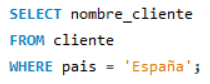 SELECT nombre_cliente
FROM cliente
WHERE pais = 'España';